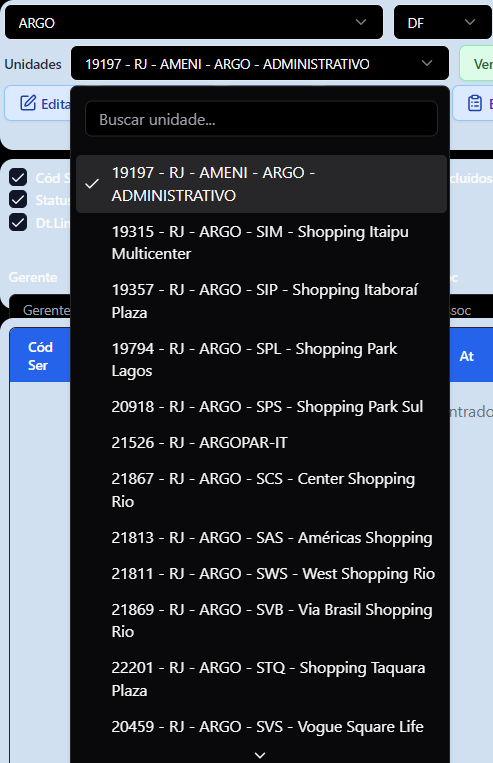 ARGO
DF
Unidades
19197 - RJ - AMENI - ARGO - ADMINISTRATIVO
Ver
Edita
Buscar unidade...
19197 - RJ - AMENI - ARGO -
ADMINISTRATIVO
Cód S
cluídos
Status
Dt.Lin
19315 - RJ - ARGO - SIM - Shopping Itaipu
Multicenter
Gerente
19357 - RJ - ARGO - SIP - Shopping Itaboraí
Plaza
Gerente
soc
Cód
Ser
19794 - RJ - ARGO - SPL - Shopping Park
Lagos
At
20918 - RJ - ARGO - SPS - Shopping Park Sul
ntrado
21526 - RJ - ARGOPAR-IT
21867 - RJ - ARGO - SCS - Center Shopping
Rio
21813 - RJ - ARGO - SAS - Américas Shopping
21811 - RJ - ARGO - SWS - West Shopping Rio
21869 - RJ - ARGO - SVB - Via Brasil Shopping
Rio
22201 - RJ - ARGO - STQ - Shopping Taquara
Plaza
20459 - RJ - ARGO - SVS - Vogue Square Life